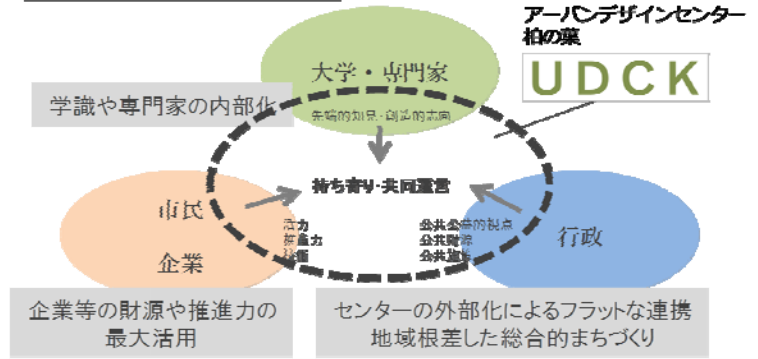 アーバンデザインセンター
柏の葉
UDCK
大学・専門家
学識や専門家の内部化
先端的知見・創造的志向
持ち寄り・共同運営
市民
企業
活力
推進力
公共公益的視点
公共財源
公共施策
行政
企業等の財源や推進力の
最大活用
センターの外部化によるフラットな連携
地域根差した総合的まちづくり